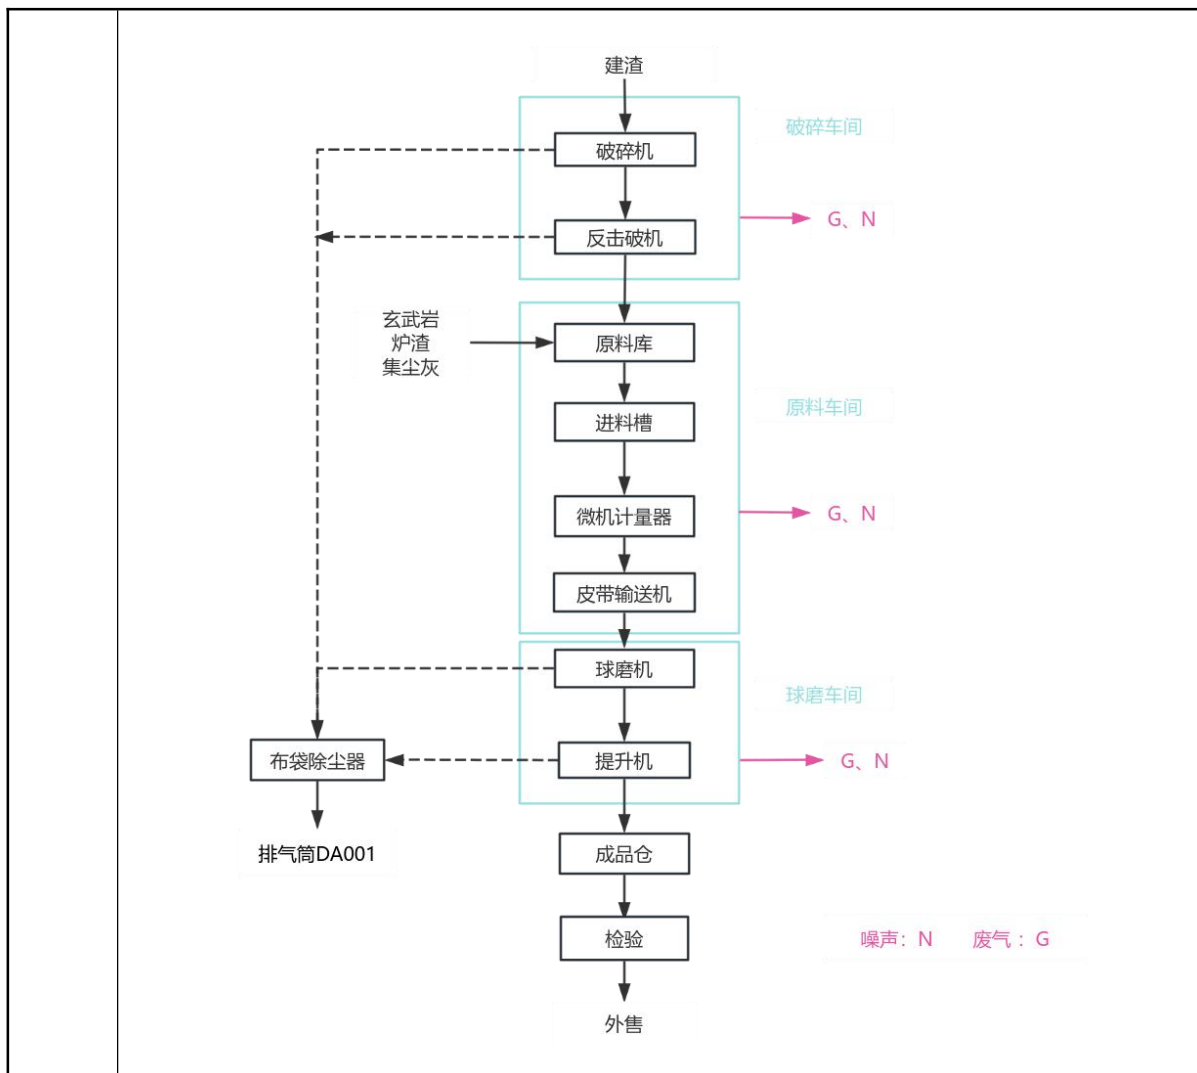 建渣
破碎车间
破碎机
G、N
反击破机
玄武岩
炉渣
集尘灰
原料库
原料车间
进料槽
微机计量器
G、N
皮带输送机
球磨机
球磨车间
布袋除尘器
提升机
G、N
排气筒DA001
成品仓
检验
噪声：N 废气：G
外售